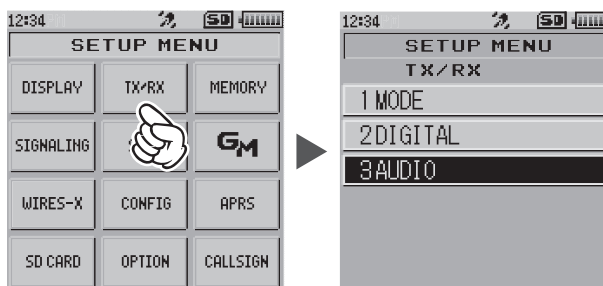 12:34 SD
SETUP MENU
DISPLAY TX/RX MEMORY
SIGNALING GM
WIRES-X CONFIG APRS
SD CARD OPTION CALLSIGN
12:34 SD
SETUP MENU
TX/RX
1 MODE
2 DIGITAL
3 AUDIO